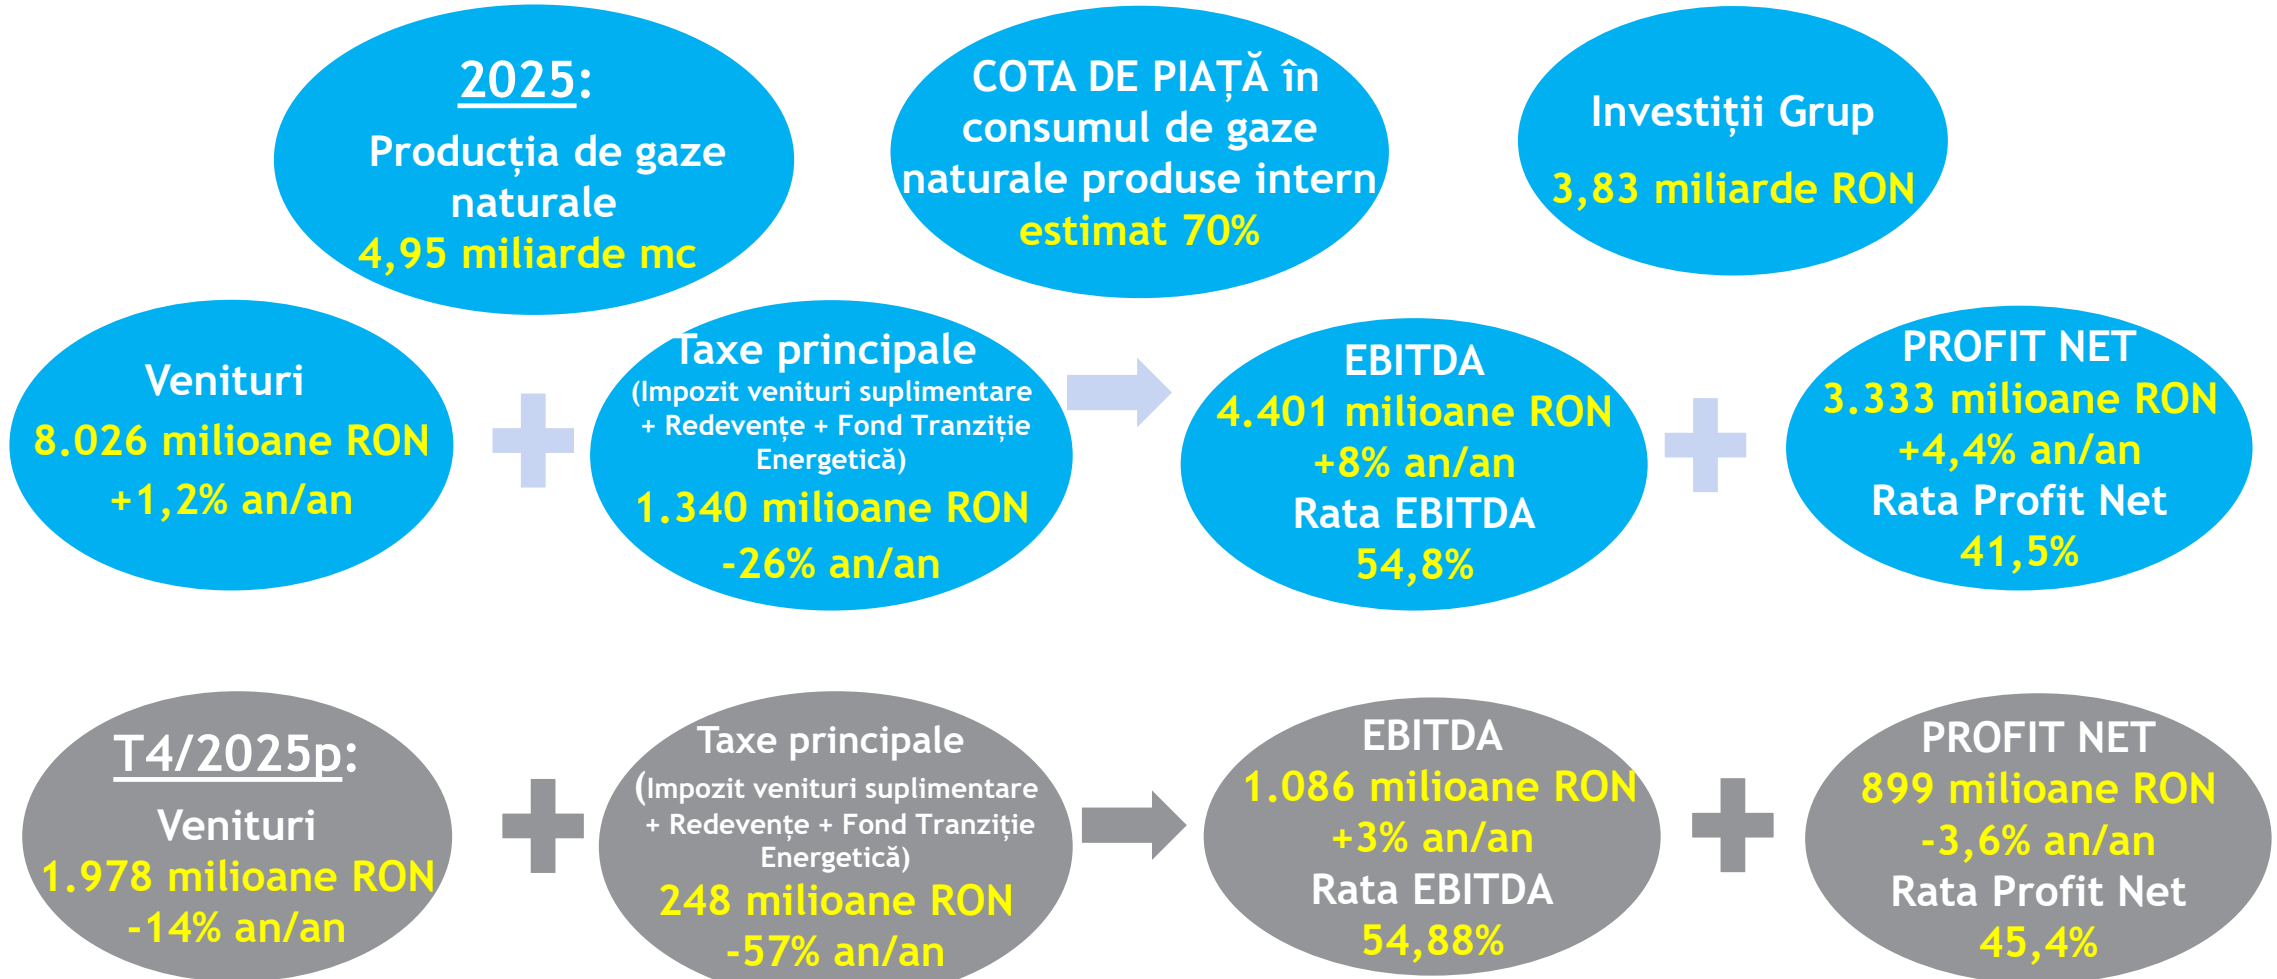 2025:
Producția de gaze
naturale
4,95 miliarde mc
COTA DE PIAȚĂ în
consumul de gaze
naturale produse intern
estimat 70%
Investiții Grup
3,83 miliarde RON
Venituri
8.026 milioane RON
+1,2% an/an
Taxe principale
(Impozit venituri suplimentare
+ Redevențe + Fond Tranziție
Energetică)
1.340 milioane RON
-26% an/an
EBITDA
4.401 milioane RON
+8% an/an
Rata EBITDA
54,8%
PROFIT NET
3.333 milioane RON
+4,4% an/an
Rata Profit Net
41,5%
T4/2025p:
Venituri
1.978 milioane RON
-14% an/an
Taxe principale
(Impozit venituri suplimentare
+ Redevențe + Fond Tranziție
Energetică)
248 milioane RON
-57% an/an
EBITDA
1.086 milioane RON
+3% an/an
Rata EBITDA
54,88%
PROFIT NET
899 milioane RON
-3,6% an/an
Rata Profit Net
45,4%